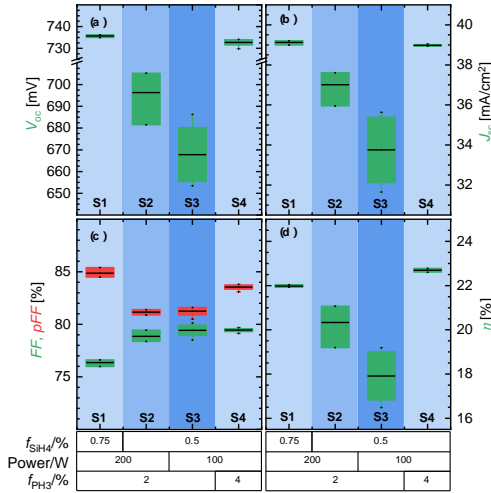 (a)
(b)
735
730
700
690
680
670
660
650
V_oc [mV]
40
38
36
34
32
J_sc [mA/cm²]
S1 S2 S3 S4
S1 S2 S3 S4
(c)
(d)
85
80
75
FF, pFF [%]
22
20
18
16
η [%]
S1 S2 S3 S4
S1 S2 S3 S4
f_SiH4/% 0.75 0.5 0.75 0.5
Power/W 200 100 200 100
f_PH3/% 2 4 2 4